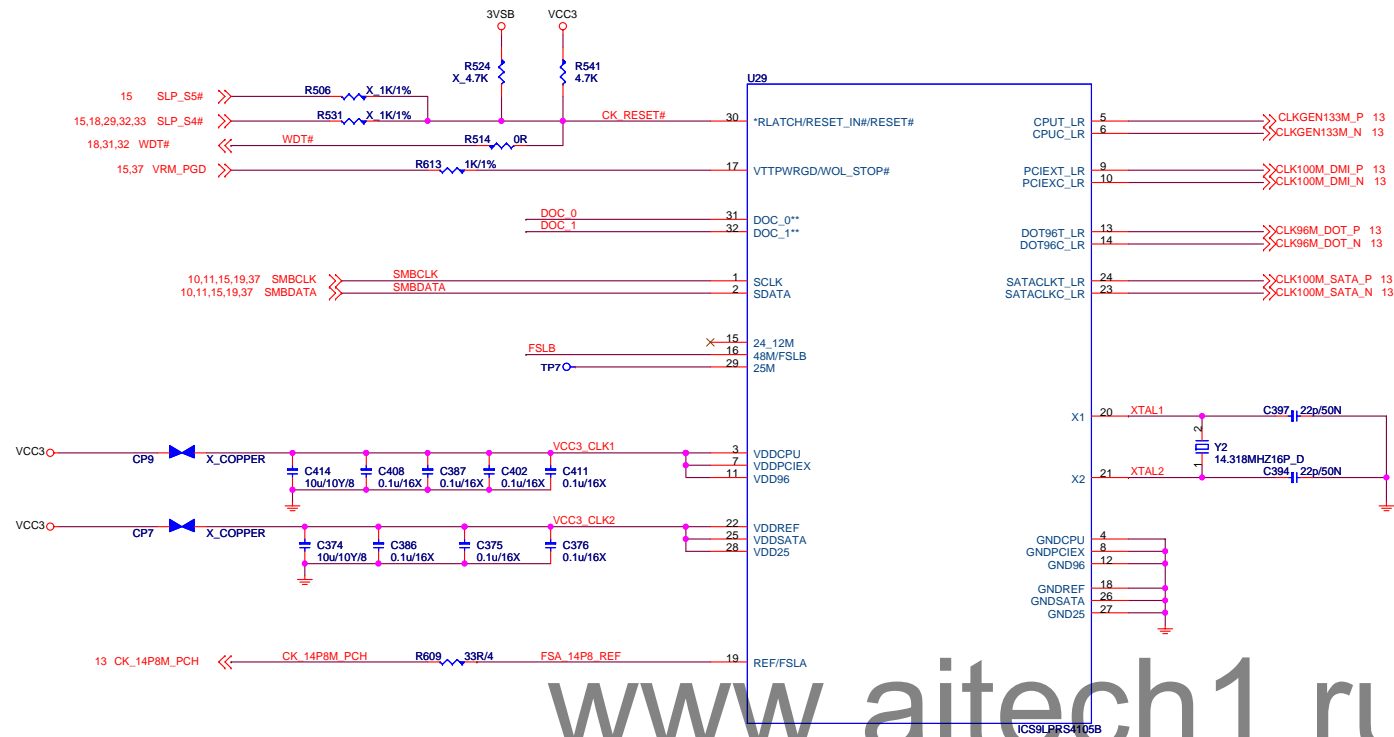 3VSB VCC3
R524 X_4.7K
R541 4.7K
U29
15 SLP_S5# R506 X_1K/1%
15,18,29,32,33 SLP_S4# R531 X_1K/1% CK_RESET# 30 *RLATCH/RESET_IN#/RESET#
18,31,32 WDT# WDT# R514 0R
15,37 VRM_PGD R613 1K/1% 17 VTTPWRGD/WOL_STOP#
DOC_0 31 DOC_0**
DOC_1 32 DOC_1**
10,11,15,19,37 SMBCLK SMBCLK 1 SCLK
10,11,15,19,37 SMBDATA SMBDATA 2 SDATA
15 24_12M
FSLB 16 48M/FSLB
TP7 29 25M
VCC3 CP9 X_COPPER VCC3_CLK1 3 VDDCPU
7 VDDPCIEX
11 VDD96
C414 10u/10Y/8
C408 0.1u/16X
C387 0.1u/16X
C402 0.1u/16X
C411 0.1u/16X
VCC3 CP7 X_COPPER VCC3_CLK2 22 VDDREF
25 VDDSATA
28 VDD25
C374 10u/10Y/8
C386 0.1u/16X
C375 0.1u/16X
C376 0.1u/16X
13 CK_14P8M_PCH CK_14P8M_PCH R609 33R/4 FSA_14P8_REF 19 REF/FSLA
CPUT_LR 5 CLKGEN133M_P 13
CPUC_LR 6 CLKGEN133M_N 13
PCIEXT_LR 9 CLK100M_DMI_P 13
PCIEXC_LR 10 CLK100M_DMI_N 13
DOT96T_LR 13 CLK96M_DOT_P 13
DOT96C_LR 14 CLK96M_DOT_N 13
SATACLKT_LR 24 CLK100M_SATA_P 13
SATACLKC_LR 23 CLK100M_SATA_N 13
X1 20 XTAL1 C397 22p/50N
2 Y2
1 14.318MHZ16P_D
X2 21 XTAL2 C394 22p/50N
GNDCPU 4
GNDPCIEX 8
GND96 12
GNDREF 18
GNDSATA 26
GND25 27
ICS9LPRS4105B
www.aitech1.ru